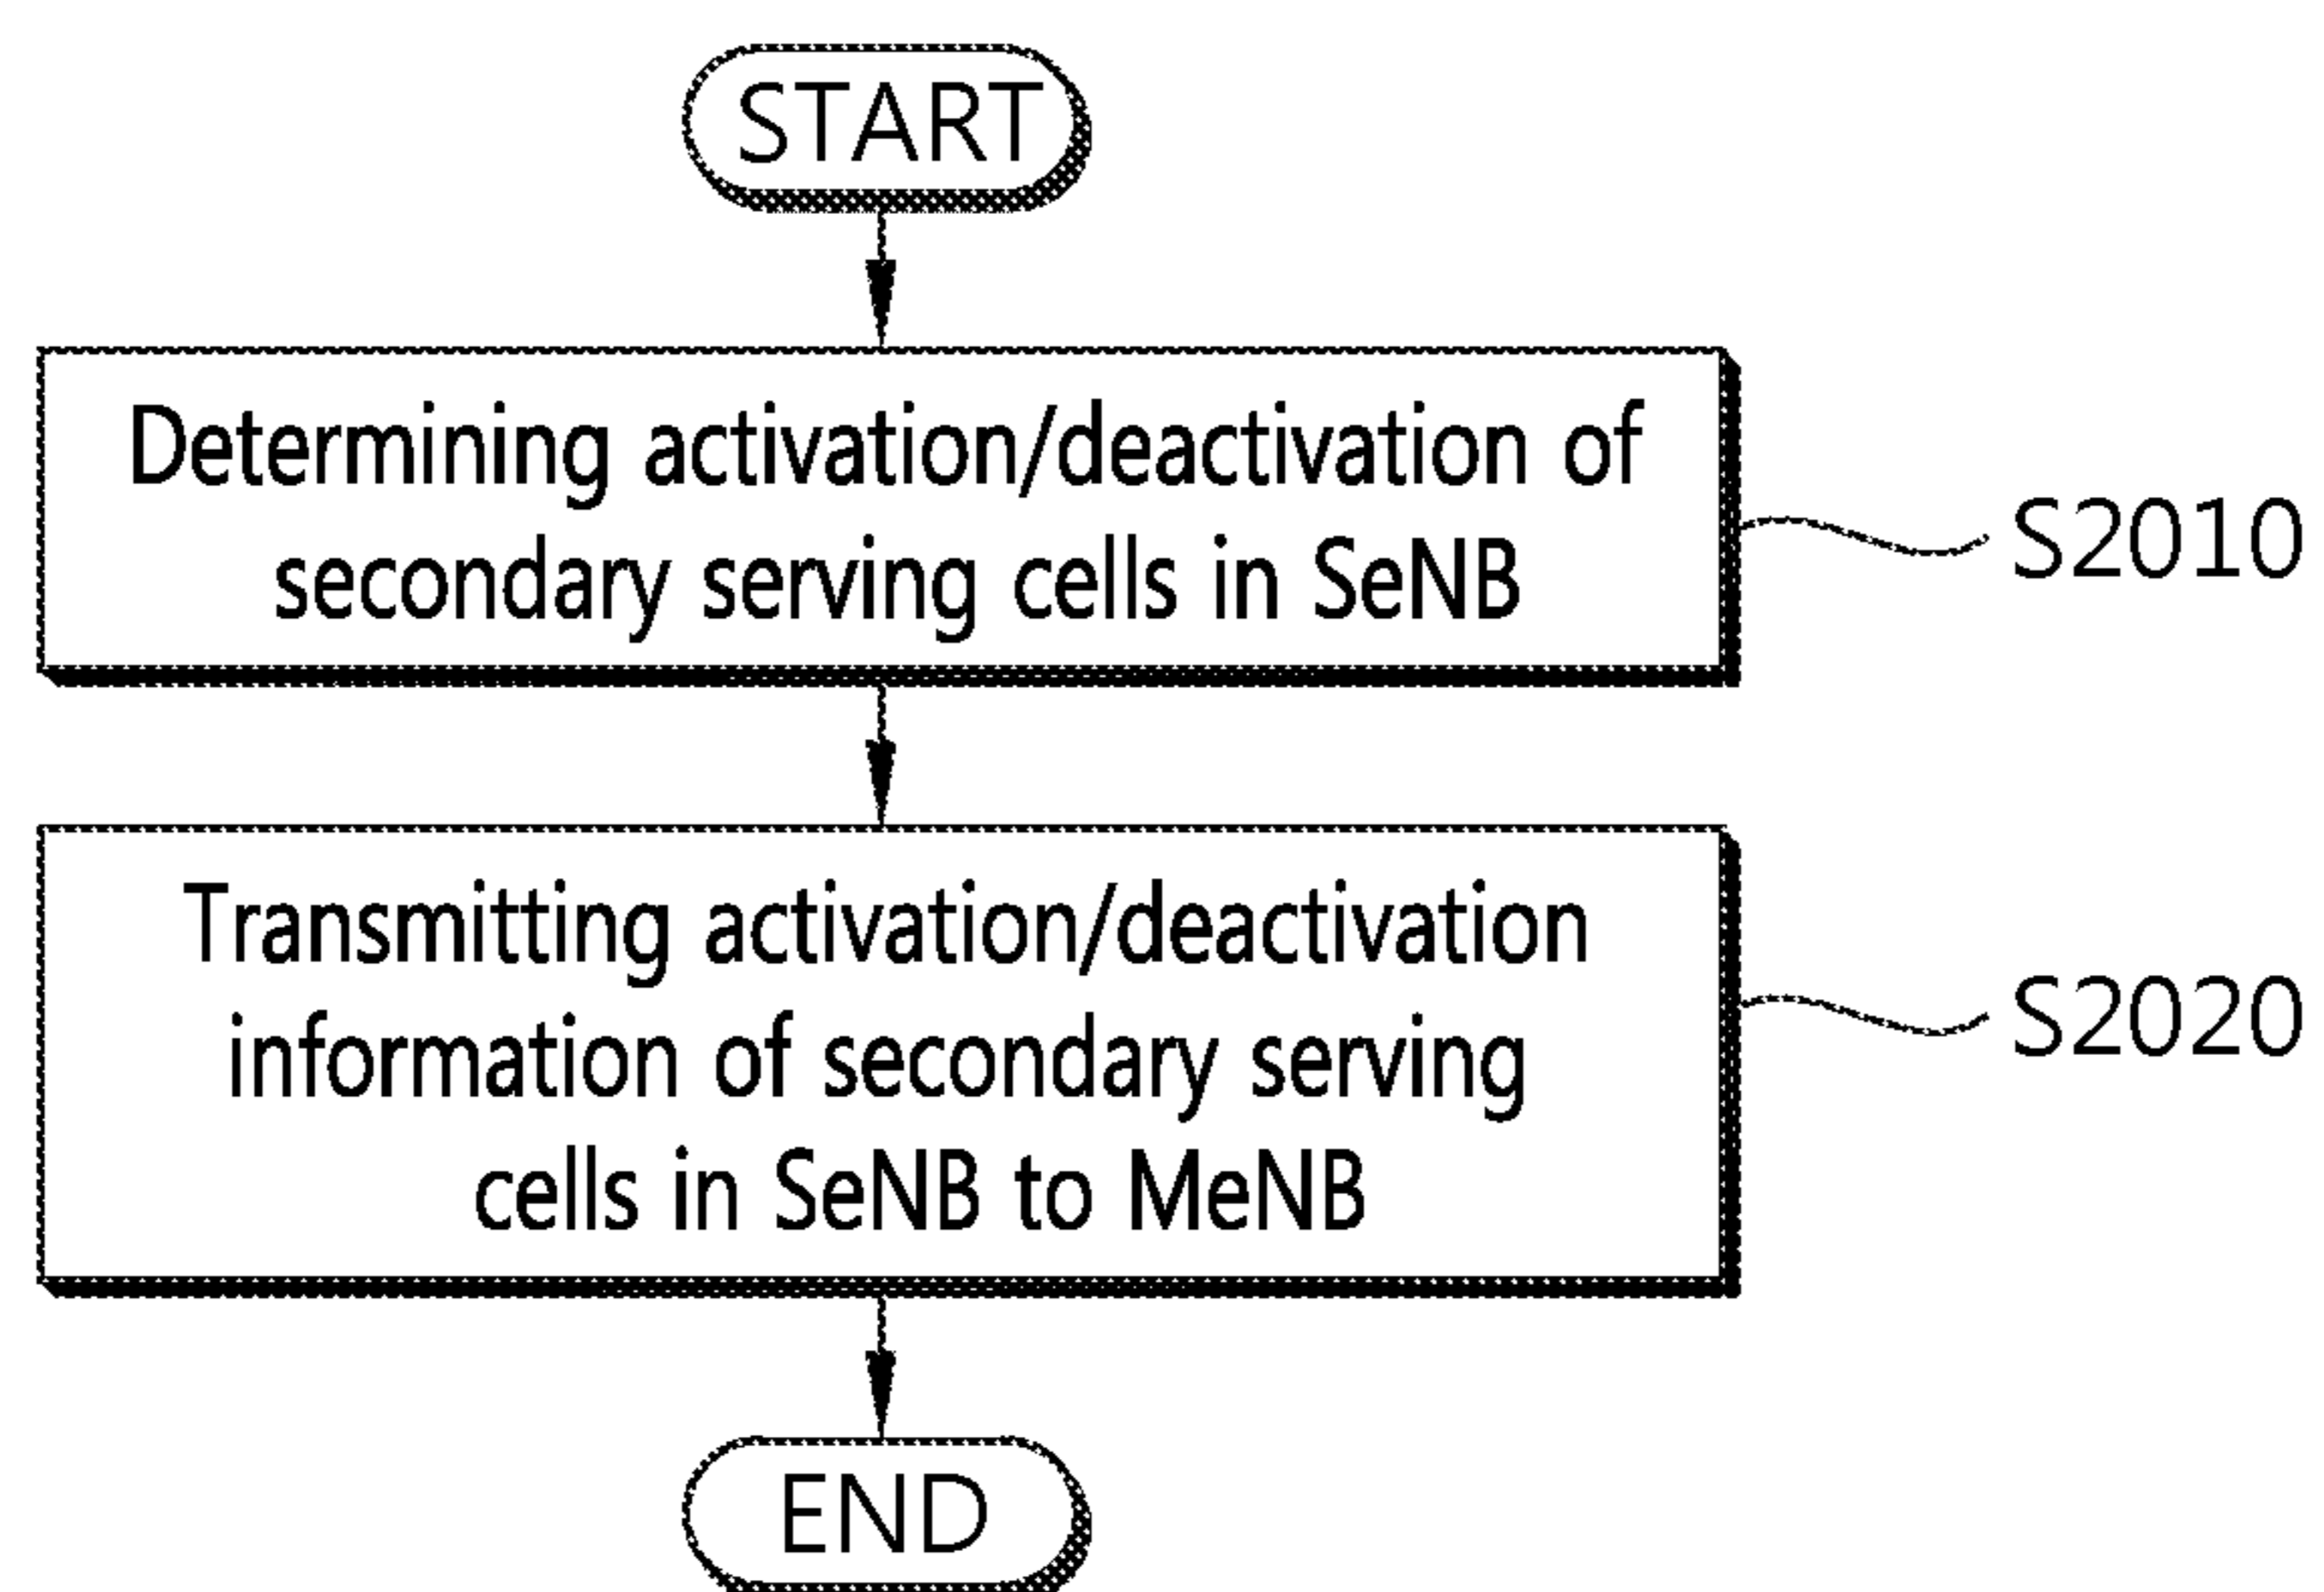 START
Determining activation/deactivation of
secondary serving cells in SeNB
S2010
Transmitting activation/deactivation
information of secondary serving
cells in SeNB to MeNB
S2020
END